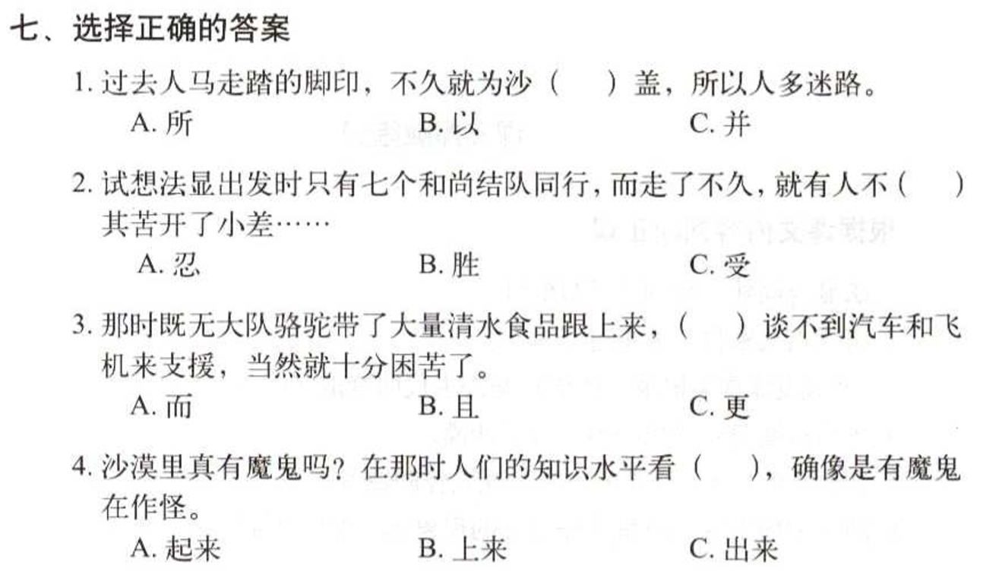 七、选择正确的答案
1. 过去人马走踏的脚印，不久就为沙（ ）盖，所以人多迷路。
A. 所 B. 以 C. 并
2. 试想法显出发时只有七个和尚结队同行，而走了不久，就有人不（ ）
其苦开了小差……
A. 忍 B. 胜 C. 受
3. 那时既无大队骆驼带了大量清水食品跟上来，（ ）谈不到汽车和飞
机来支援，当然就十分困苦了。
A. 而 B. 且 C. 更
4. 沙漠里真有魔鬼吗？在那时人们的知识水平看（ ），确像是有魔鬼
在作怪。
A. 起来 B. 上来 C. 出来